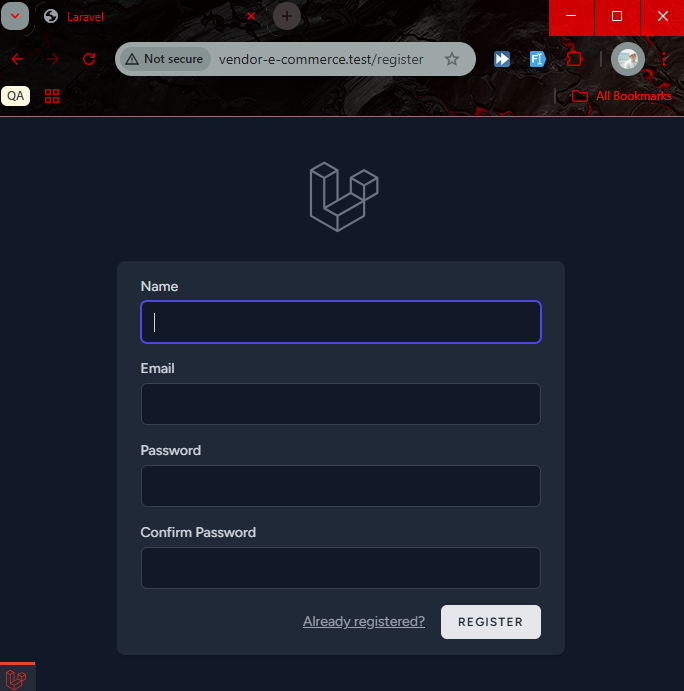 Laravel
Not secure
vendor-e-commerce.test/register
QA
All Bookmarks
Name
Email
Password
Confirm Password
Already registered?
REGISTER